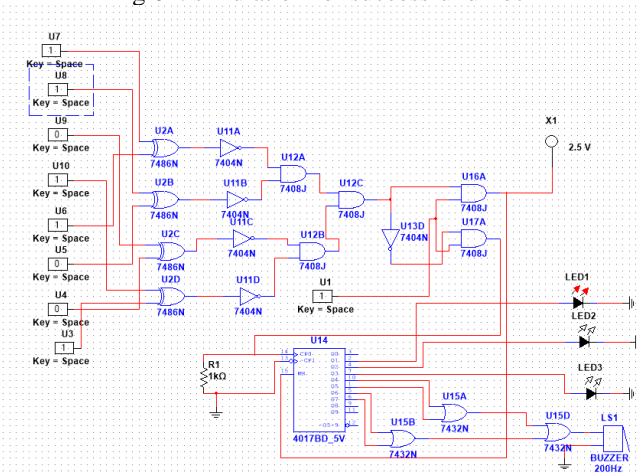 U7
1
Key = Space
U8
1
Key = Space
U9
0
Key = Space
U10
1
Key = Space
U6
1
Key = Space
U5
0
Key = Space
U4
0
Key = Space
U3
1
Key = Space
U2A
7486N
U2B
7486N
U2C
7486N
U2D
7486N
U11A
7404N
U11B
7404N
U11C
7404N
U11D
7404N
U12A
7408J
U12B
7408J
U12C
7408J
U13D
7404N
U1
1
Key = Space
U16A
7408J
U17A
7408J
X1
2.5 V
LED1
LED2
LED3
R1
1kΩ
U14
4017BD_5V
U15A
7432N
U15B
7432N
U15D
7432N
LS1
BUZZER
200Hz